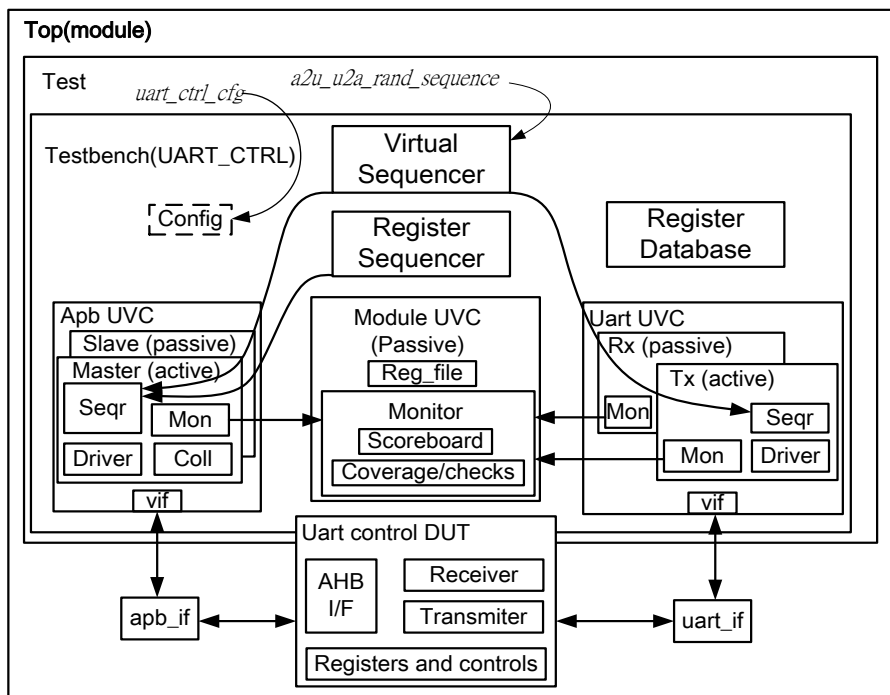 Top(module)
Test
uart_ctrl_cfg
a2u_u2a_rand_sequence
Testbench(UART_CTRL)
Virtual
Sequencer
Config
Register
Sequencer
Register
Database
Apb UVC
Slave (passive)
Master (active)
Seqr
Mon
Driver
Coll
vif
Module UVC
(Passive)
Reg_file
Monitor
Scoreboard
Coverage/checks
Uart UVC
Rx (passive)
Tx (active)
Mon
Seqr
Mon
Driver
vif
Uart control DUT
AHB
I/F
Receiver
Transmiter
Registers and controls
apb_if
uart_if